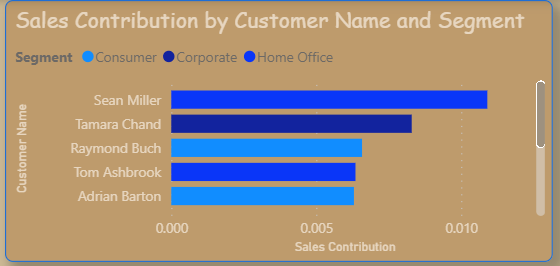 Sales Contribution by Customer Name and Segment
Segment Consumer Corporate Home Office
Customer Name
Sean Miller
Tamara Chand
Raymond Buch
Tom Ashbrook
Adrian Barton
0.000 0.005 0.010
Sales Contribution